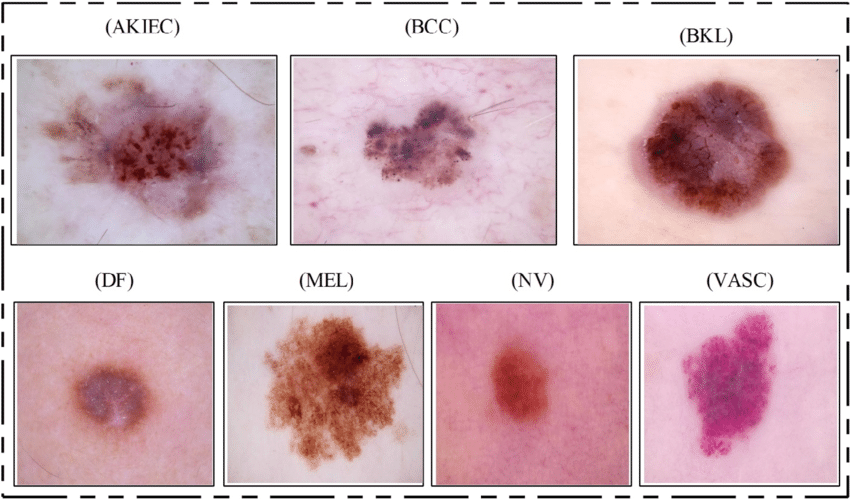 (AKIEC)
(BCC)
(BKL)
(DF)
(MEL)
(NV)
(VASC)